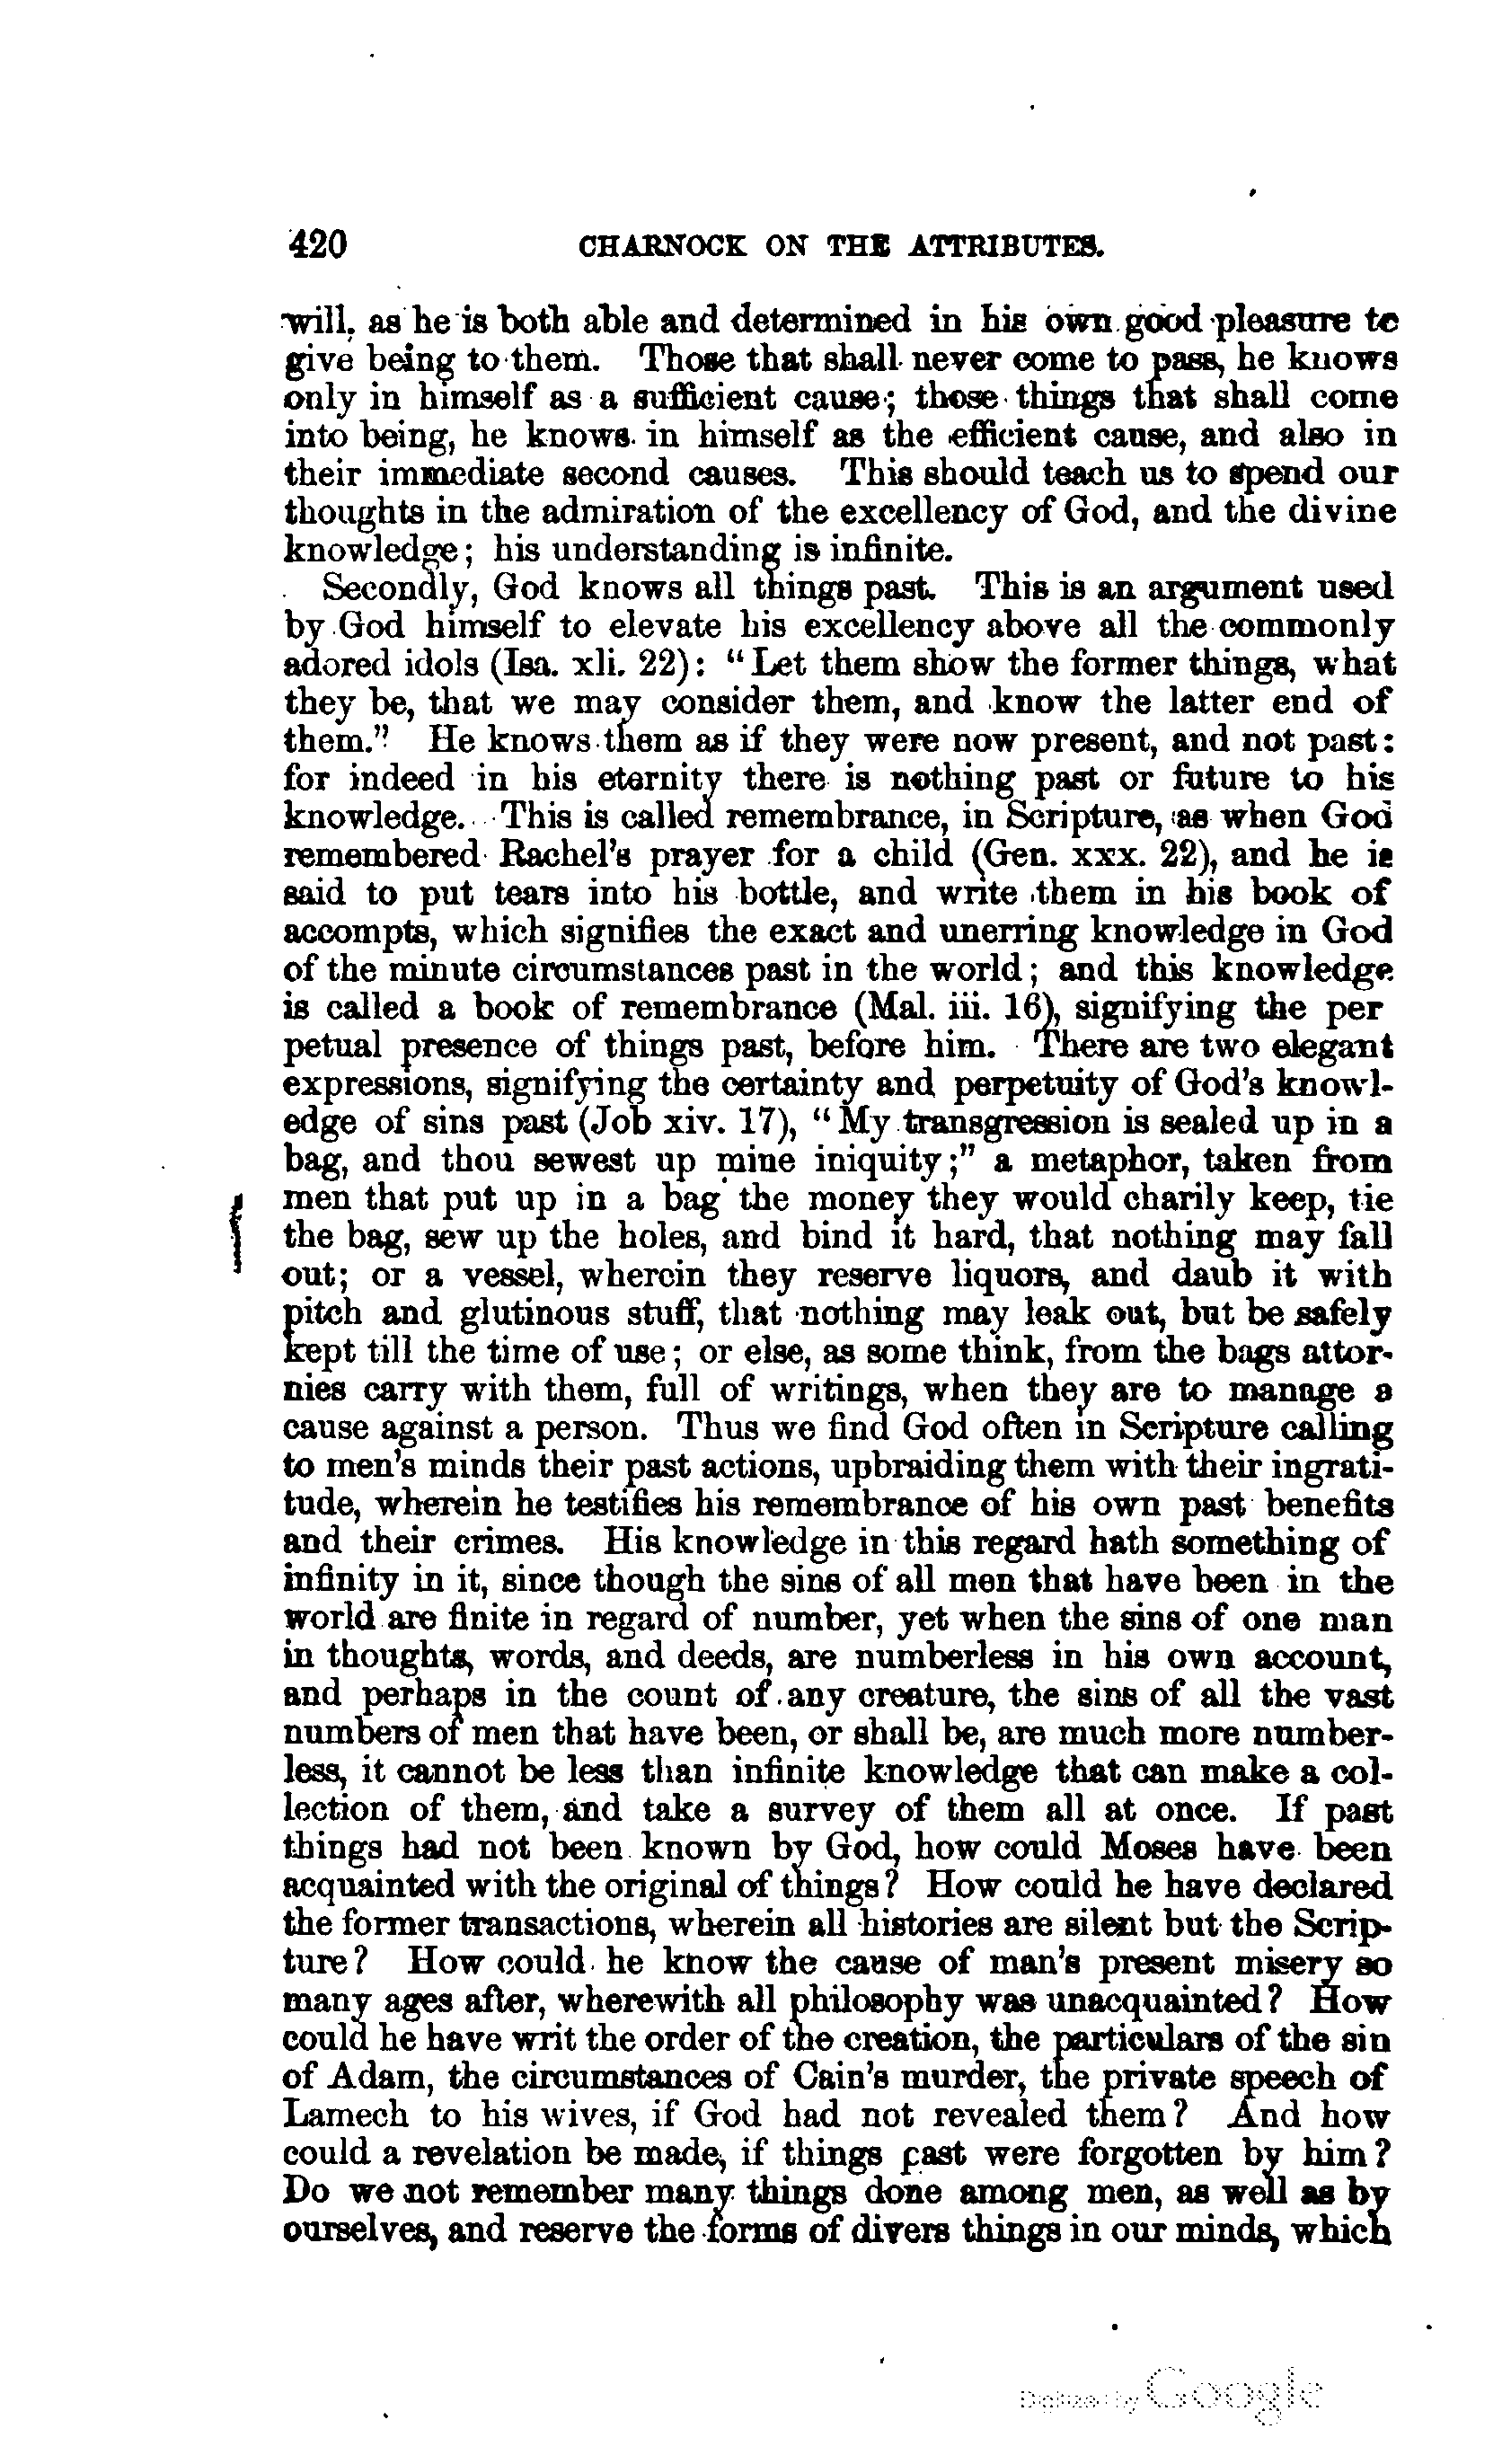 420 CHARNOCK ON THE ATTRIBUTES.
will, as he is both able and determined in his own good pleasure to
give being to them. Those that shall never come to pass, he knows
only in himself as a sufficient cause; those things that shall come
into being, he knows in himself as the efficient cause, and also in
their immediate second causes. This should teach us to spend our
thoughts in the admiration of the excellency of God, and the divine
knowledge; his understanding is infinite.
Secondly, God knows all things past. This is an argument used
by God himself to elevate his excellency above all the commonly
adored idols (Isa. xli. 22): “Let them show the former things, what
they be, that we may consider them, and know the latter end of
them.” He knows them as if they were now present, and not past:
for indeed in his eternity there is nothing past or future to his
knowledge. This is called remembrance, in Scripture, as when God
remembered Rachel's prayer for a child (Gen. xxx. 22), and he is
said to put tears into his bottle, and write them in his book of
accompts, which signifies the exact and unerring knowledge in God
of the minute circumstances past in the world; and this knowledge
is called a book of remembrance (Mal. iii. 16), signifying the per
petual presence of things past, before him. There are two elegant
expressions, signifying the certainty and perpetuity of God's knowl-
edge of sins past (Job xiv. 17), “My transgression is sealed up in a
bag, and thou sewest up mine iniquity;” a metaphor, taken from
men that put up in a bag the money they would charily keep, tie
the bag, sew up the holes, and bind it hard, that nothing may fall
out; or a vessel, wherein they reserve liquors, and daub it with
pitch and glutinous stuff, that nothing may leak out, but be safely
kept till the time of use; or else, as some think, from the bags attor-
nies carry with them, full of writings, when they are to manage a
cause against a person. Thus we find God often in Scripture calling
to men's minds their past actions, upbraiding them with their ingrati-
tude, wherein he testifies his remembrance of his own past benefits
and their crimes. His knowledge in this regard hath something of
infinity in it, since though the sins of all men that have been in the
world are finite in regard of number, yet when the sins of one man
in thoughts, words, and deeds, are numberless in his own account,
and perhaps in the count of any creature, the sins of all the vast
numbers of men that have been, or shall be, are much more number-
less, it cannot be less than infinite knowledge that can make a col-
lection of them, and take a survey of them all at once. If past
things had not been known by God, how could Moses have been
acquainted with the original of things? How could he have declared
the former transactions, wherein all histories are silent but the Scrip-
ture? How could he know the cause of man's present misery so
many ages after, wherewith all philosophy was unacquainted? How
could he have writ the order of the creation, the particulars of the sin
of Adam, the circumstances of Cain's murder, the private speech of
Lamech to his wives, if God had not revealed them? And how
could a revelation be made, if things past were forgotten by him?
Do we not remember many things done among men, as well as by
ourselves, and reserve the forms of divers things in our minds, which
Digitized by Google